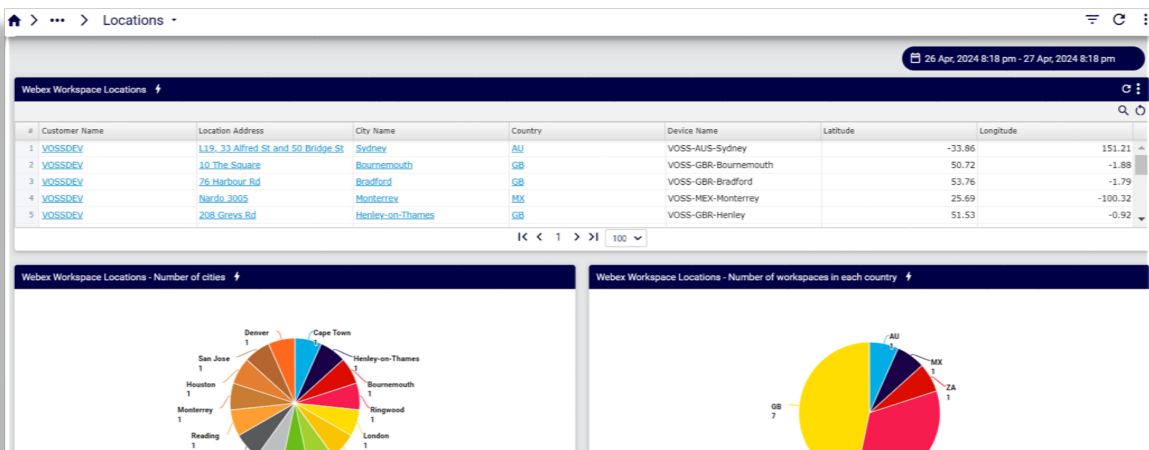 Locations
26 Apr, 2024 8:18 pm - 27 Apr, 2024 8:18 pm
Webex Workspace Locations
# Customer Name Location Address City Name Country Device Name Latitude Longitude
1 VOSSDEV L19, 33 Alfred St and 50 Bridge St Sydney AU VOSS-AUS-Sydney -33.86 151.21
2 VOSSDEV 10 The Square Bournemouth GB VOSS-GBR-Bournemouth 50.72 -1.88
3 VOSSDEV 76 Harbour Rd Bradford GB VOSS-GBR-Bradford 53.76 -1.79
4 VOSSDEV Nardo 3005 Monterrey MX VOSS-MEX-Monterrey 25.69 -100.32
5 VOSSDEV 208 Greys Rd Henley-on-Thames GB VOSS-GBR-Henley 51.53 -0.92
1 100
Webex Workspace Locations - Number of cities
Denver
1
Cape Town
1
San Jose
1
Henley-on-Thames
1
Houston
1
Bournemouth
1
Monterrey
1
Ringwood
1
Reading
1
London
1
Webex Workspace Locations - Number of workspaces in each country
AU
1
MX
1
ZA
1
GB
7